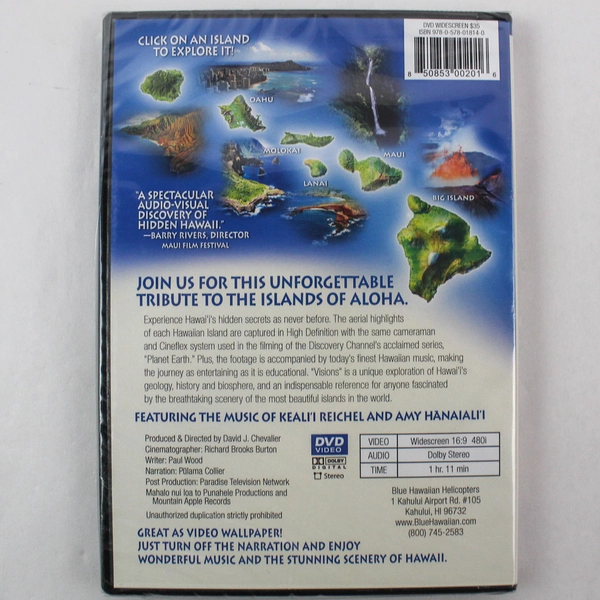 DVD WIDESCREEN $35
ISBN 978-0-578-01814-0
8 50853 00201 6
CLICK ON AN ISLAND
TO EXPLORE IT!
OAHU
MOLOKAI
MAUI
LANAI
BIG ISLAND
"A SPECTACULAR
AUDIO-VISUAL
DISCOVERY OF
HIDDEN HAWAII."
—BARRY RIVERS, DIRECTOR
MAUI FILM FESTIVAL
JOIN US FOR THIS UNFORGETTABLE
TRIBUTE TO THE ISLANDS OF ALOHA.
Experience Hawai'i's hidden secrets as never before. The aerial highlights
of each Hawaiian Island are captured in High Definition with the same cameraman
and Cineflex system used in the filming of the Discovery Channel's acclaimed series,
"Planet Earth." Plus, the footage is accompanied by today's finest Hawaiian music, making
the journey as entertaining as it is educational. "Visions" is a unique exploration of Hawai'i's
geology, history and biosphere, and an indispensable reference for anyone fascinated
by the breathtaking scenery of the most beautiful islands in the world.
FEATURING THE MUSIC OF KEALI'I REICHEL AND AMY HĀNAIALI'I
Produced & Directed by David J. Chevalier
Cinematographer: Richard Brooks Burton
Writer: Paul Wood
Narration: Pūlama Collier
Post Production: Paradise Television Network
Mahalo nui loa to Punahele Productions and
Mountain Apple Records
Unauthorized duplication strictly prohibited
DVD
VIDEO
DOLBY
DIGITAL
Stereo
VIDEO Widescreen 16:9 480i
AUDIO Dolby Stereo
TIME 1 hr. 11 min
Blue Hawaiian Helicopters
1 Kahului Airport Rd. #105
Kahului, HI 96732
www.BlueHawaiian.com
(800) 745-2583
GREAT AS VIDEO WALLPAPER!
JUST TURN OFF THE NARRATION AND ENJOY
WONDERFUL MUSIC AND THE STUNNING SCENERY OF HAWAII.